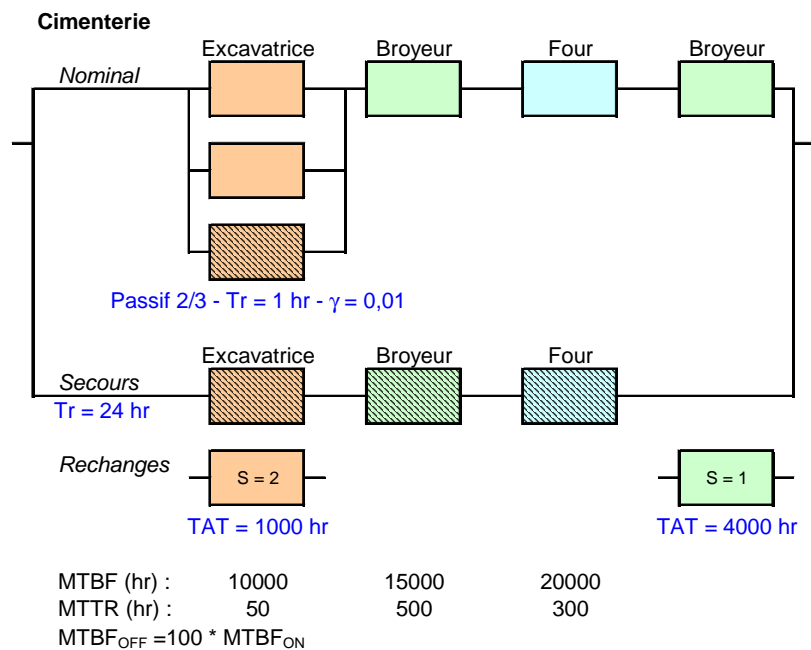 Cimenterie
Excavatrice Broyeur Four Broyeur
Nominal
Passif 2/3 - Tr = 1 hr - γ = 0,01
Excavatrice Broyeur Four
Secours
Tr = 24 hr
Rechanges
S = 2 S = 1
TAT = 1000 hr TAT = 4000 hr
MTBF (hr) : 10000 15000 20000
MTTR (hr) : 50 500 300
MTBFOFF =100 * MTBFON